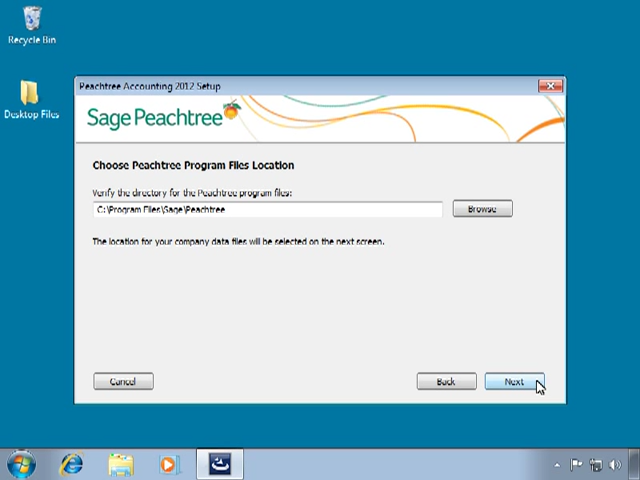 Recycle Bin
Desktop Files
Peachtree Accounting 2012 Setup
Sage Peachtree
Choose Peachtree Program Files Location
Verify the directory for the Peachtree program files:
C:\Program Files\Sage\Peachtree
Browse
The location for your company data files will be selected on the next screen.
Cancel
Back
Next